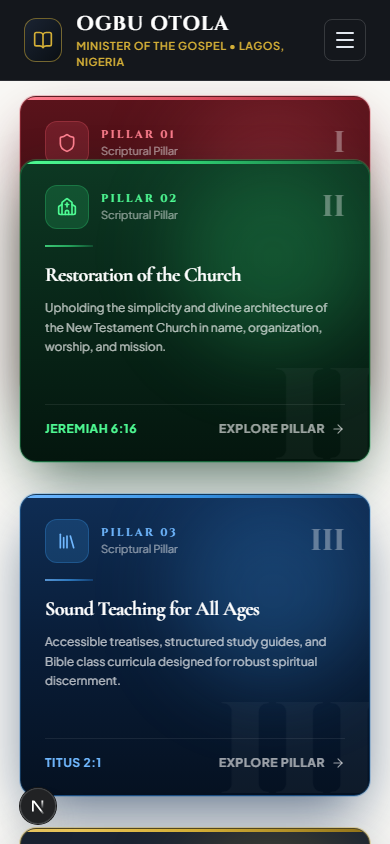 OGBU OTOLA
MINISTER OF THE GOSPEL • LAGOS,
NIGERIA
PILLAR 01
Scriptural Pillar
I
PILLAR 02
Scriptural Pillar
II
Restoration of the Church
Upholding the simplicity and divine architecture of
the New Testament Church in name, organization,
worship, and mission.
II
JEREMIAH 6:16
EXPLORE PILLAR →
PILLAR 03
Scriptural Pillar
III
Sound Teaching for All Ages
Accessible treatises, structured study guides, and
Bible class curricula designed for robust spiritual
discernment.
III
TITUS 2:1
EXPLORE PILLAR →
N